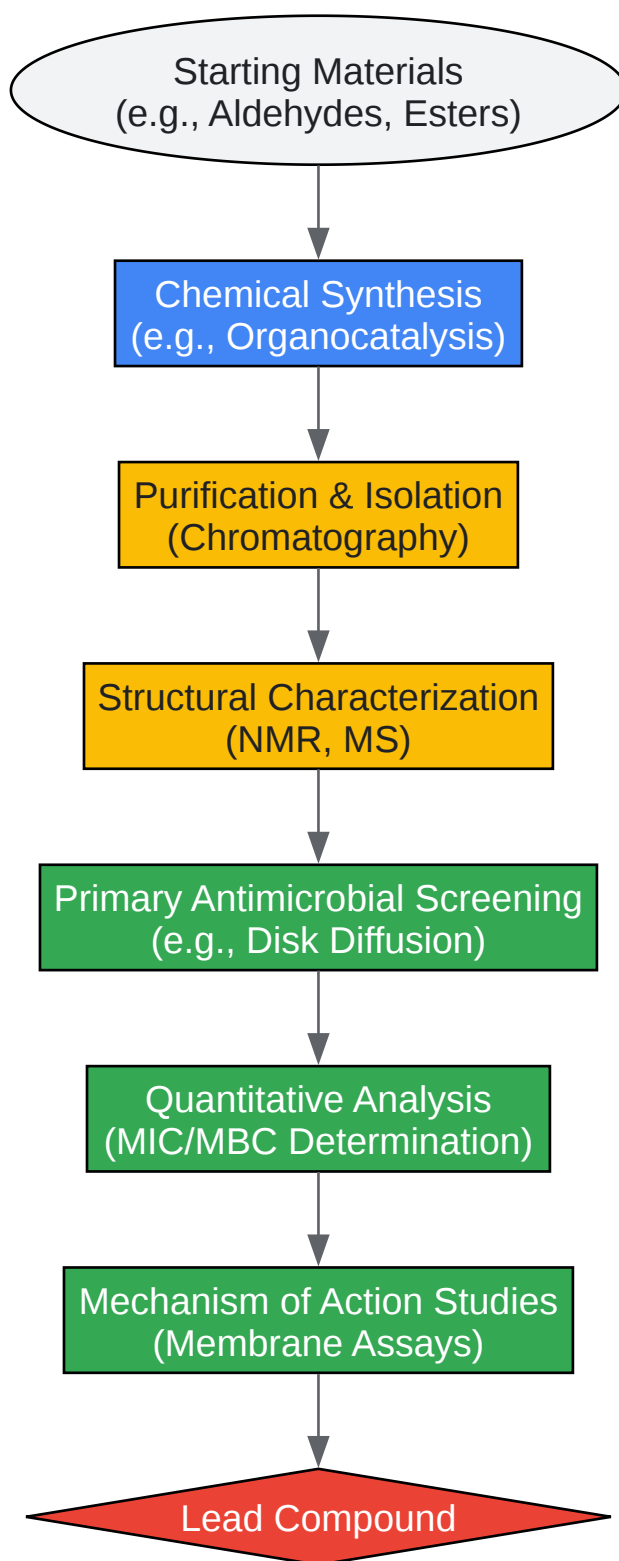 Starting Materials
(e.g., Aldehydes, Esters)
Chemical Synthesis
(e.g., Organocatalysis)
Purification & Isolation
(Chromatography)
Structural Characterization
(NMR, MS)
Primary Antimicrobial Screening
(e.g., Disk Diffusion)
Quantitative Analysis
(MIC/MBC Determination)
Mechanism of Action Studies
(Membrane Assays)
Lead Compound